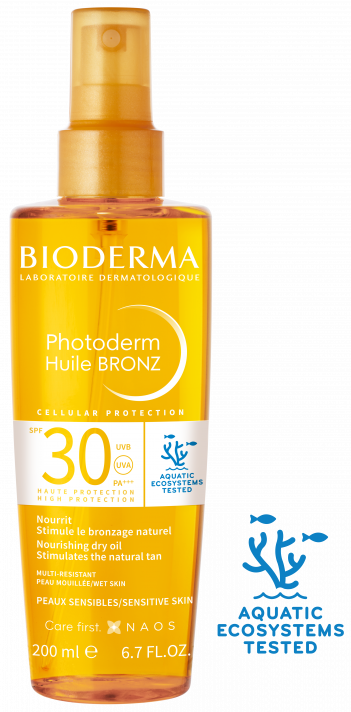 BIODERMA
LABORATOIRE DERMATOLOGIQUE
Photoderm
Huile BRONZ
CELLULAR PROTECTION
SPF 30 UVB
UVA
PA+++
HAUTE PROTECTION
HIGH PROTECTION
AQUATIC
ECOSYSTEMS
TESTED
Nourrit
Stimule le bronzage naturel
Nourishing dry oil
Stimulates the natural tan
MULTI-RESISTANT
PEAU MOUILLÉE/WET SKIN
PEAUX SENSIBLES/SENSITIVE SKIN
Care first. NAOS
200 ml e 6.7 FL.OZ.
AQUATIC
ECOSYSTEMS
TESTED